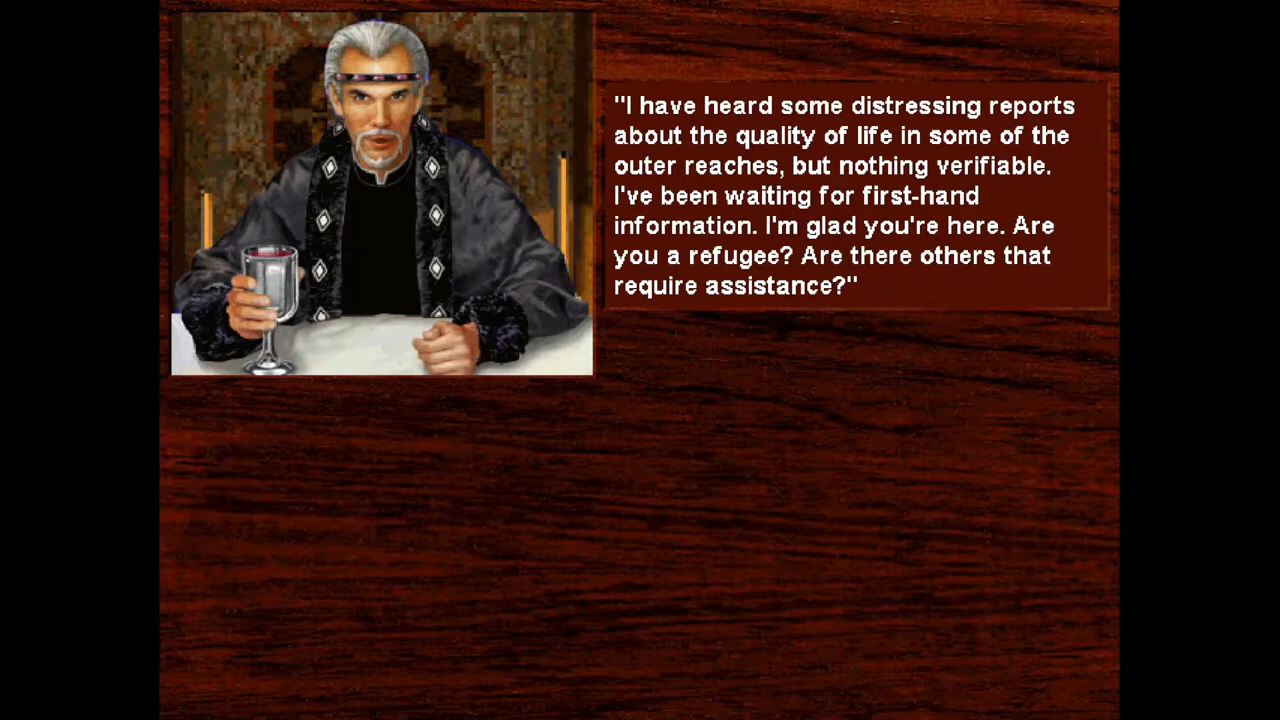 "I have heard some distressing reports
about the quality of life in some of the
outer reaches, but nothing verifiable.
I've been waiting for first-hand
information. I'm glad you're here. Are
you a refugee? Are there others that
require assistance?"